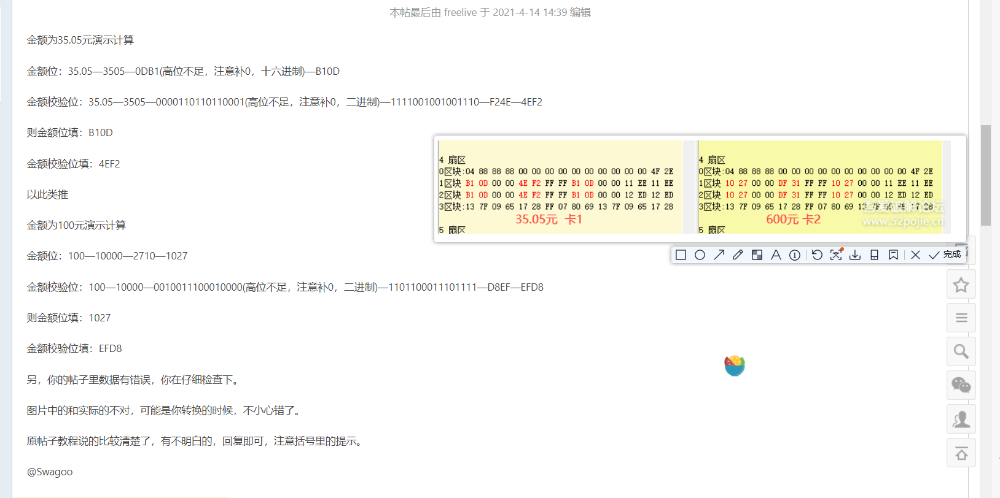 本帖最后由 freelive 于 2021-4-14 14:39 编辑
金额为35.05元演示计算
金额位：35.05—3505—0DB1(高位不足，注意补0，十六进制)—B10D
金额校验位：35.05—3505—0000110110110001(高位不足，注意补0，二进制)—1111001001001110—F24E—4EF2
则金额位填：B10D
金额校验位填：4EF2
以此类推
金额为100元演示计算
金额位：100—10000—2710—1027
金额校验位：100—10000—0010011100010000(高位不足，注意补0，二进制)—1101100011101111—D8EF—EFD8
则金额位填：1027
金额校验位填：EFD8
另，你的帖子里数据有错误，你在仔细检查下。
图片中的和实际的不对，可能是你转换的时候，不小心错了。
原帖子教程说的比较清楚了，有不明白的，回复即可，注意括号里的提示。
@Swagoo
4 扇区
0区块:04 88 88 88 00 00 00 00 00 00 00 00 00 00 4F 2E
1区块 B1 0D 00 00 4E F2 FF FF B1 0D 00 00 11 EE 11 EE
2区块 B1 0D 00 00 4E F2 FF FF B1 0D 00 00 12 ED 12 ED
3区块:13 7F 09 65 17 28 FF 07 80 69 13 7F 09 65 17 28
35.05元 卡1
5 扇区
4 扇区
0区块:04 88 88 88 00 00 00 00 00 00 00 00 00 00 4F 2E
1区块 10 27 00 00 DF 31 FF FF 10 27 00 00 11 EE 11 EE
2区块 10 27 00 00 DF 31 FF FF 10 27 00 00 12 ED 12 ED
3区块:13 7F 09 65 17 28 FF 07 80 69 13 7F 09 65 17 28
600元 卡2
5 扇区
吾爱破解论坛
www.52pojie.cn
完成